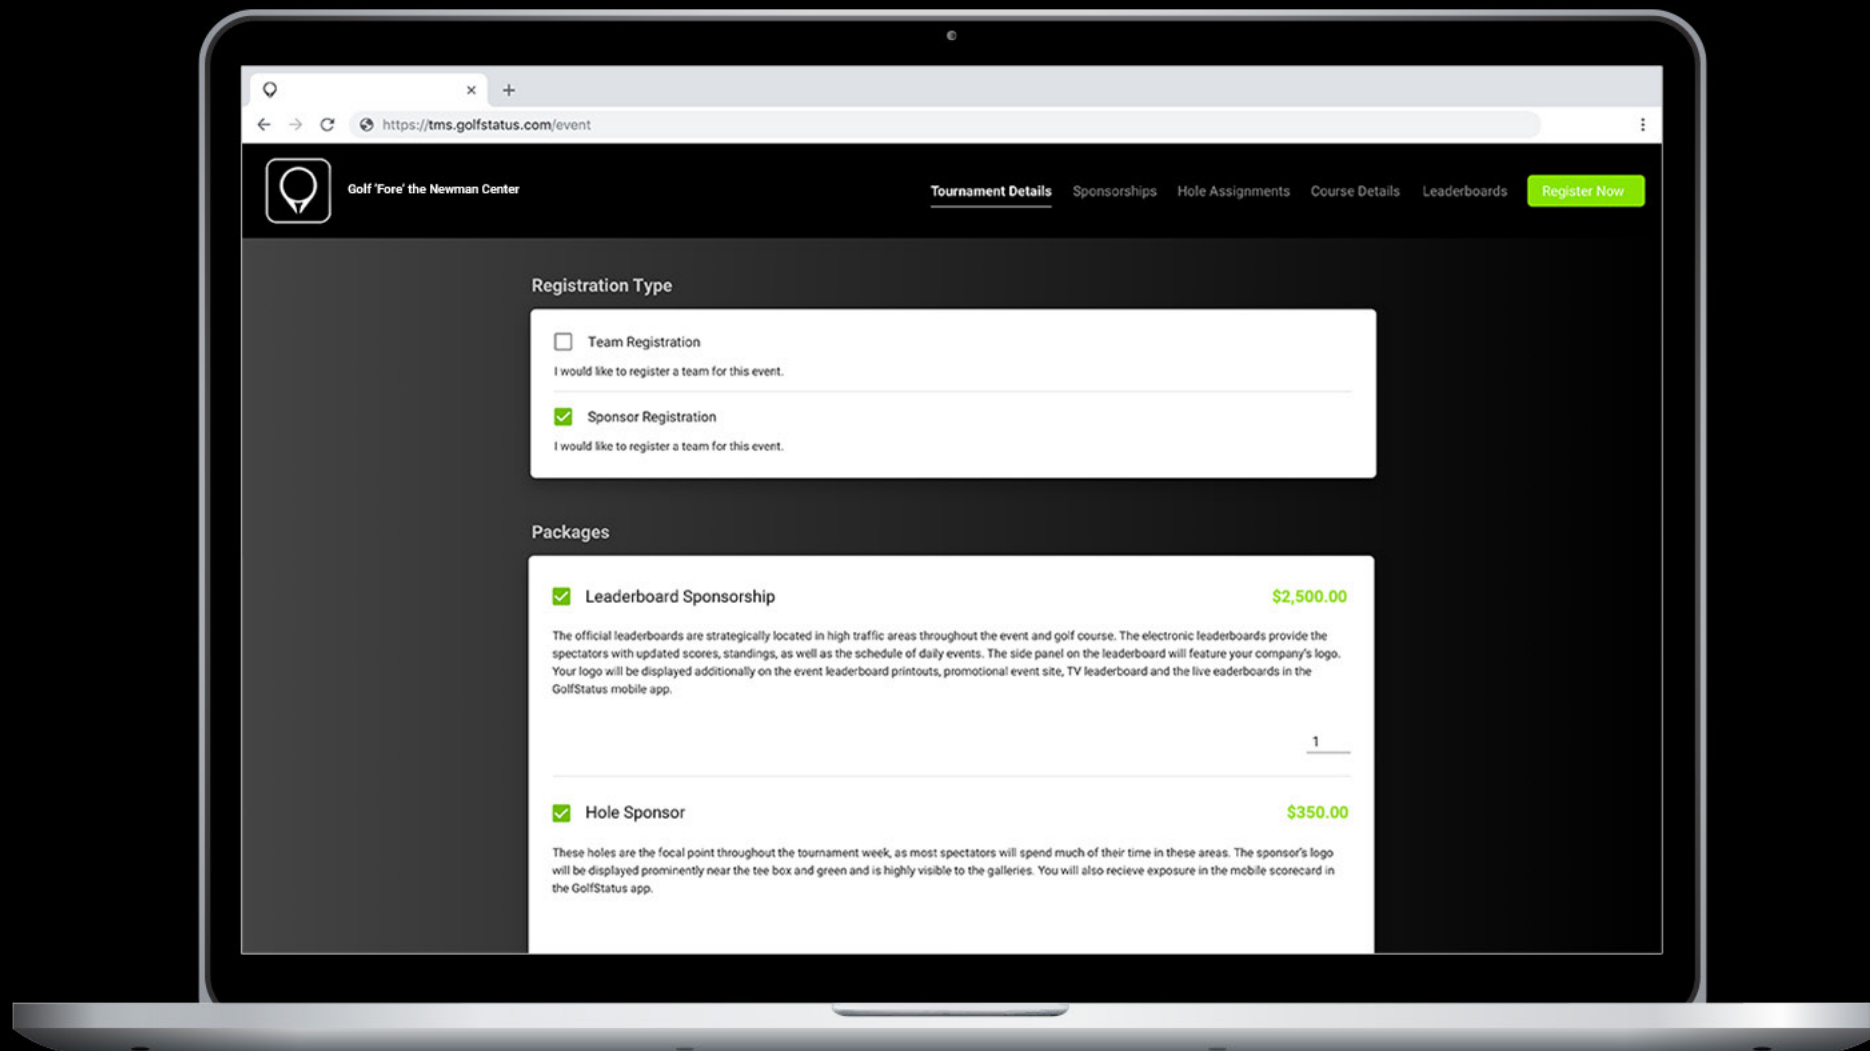 https://tms.golfstatus.com/event
Golf 'Fore' the Newman Center
Tournament Details Sponsorships Hole Assignments Course Details Leaderboards Register Now
Registration Type
Team Registration
I would like to register a team for this event.
Sponsor Registration
I would like to register a team for this event.
Packages
Leaderboard Sponsorship $2,500.00
The official leaderboards are strategically located in high traffic areas throughout the event and golf course. The electronic leaderboards provide the
spectators with updated scores, standings, as well as the schedule of daily events. The side panel on the leaderboard will feature your company's logo.
Your logo will be displayed additionally on the event leaderboard printouts, promotional event site, TV leaderboard and the live eaderboards in the
GolfStatus mobile app.
1
Hole Sponsor $350.00
These holes are the focal point throughout the tournament week, as most spectators will spend much of their time in these areas. The sponsor's logo
will be displayed prominently near the tee box and green and is highly visible to the galleries. You will also recieve exposure in the mobile scorecard in
the GolfStatus app.